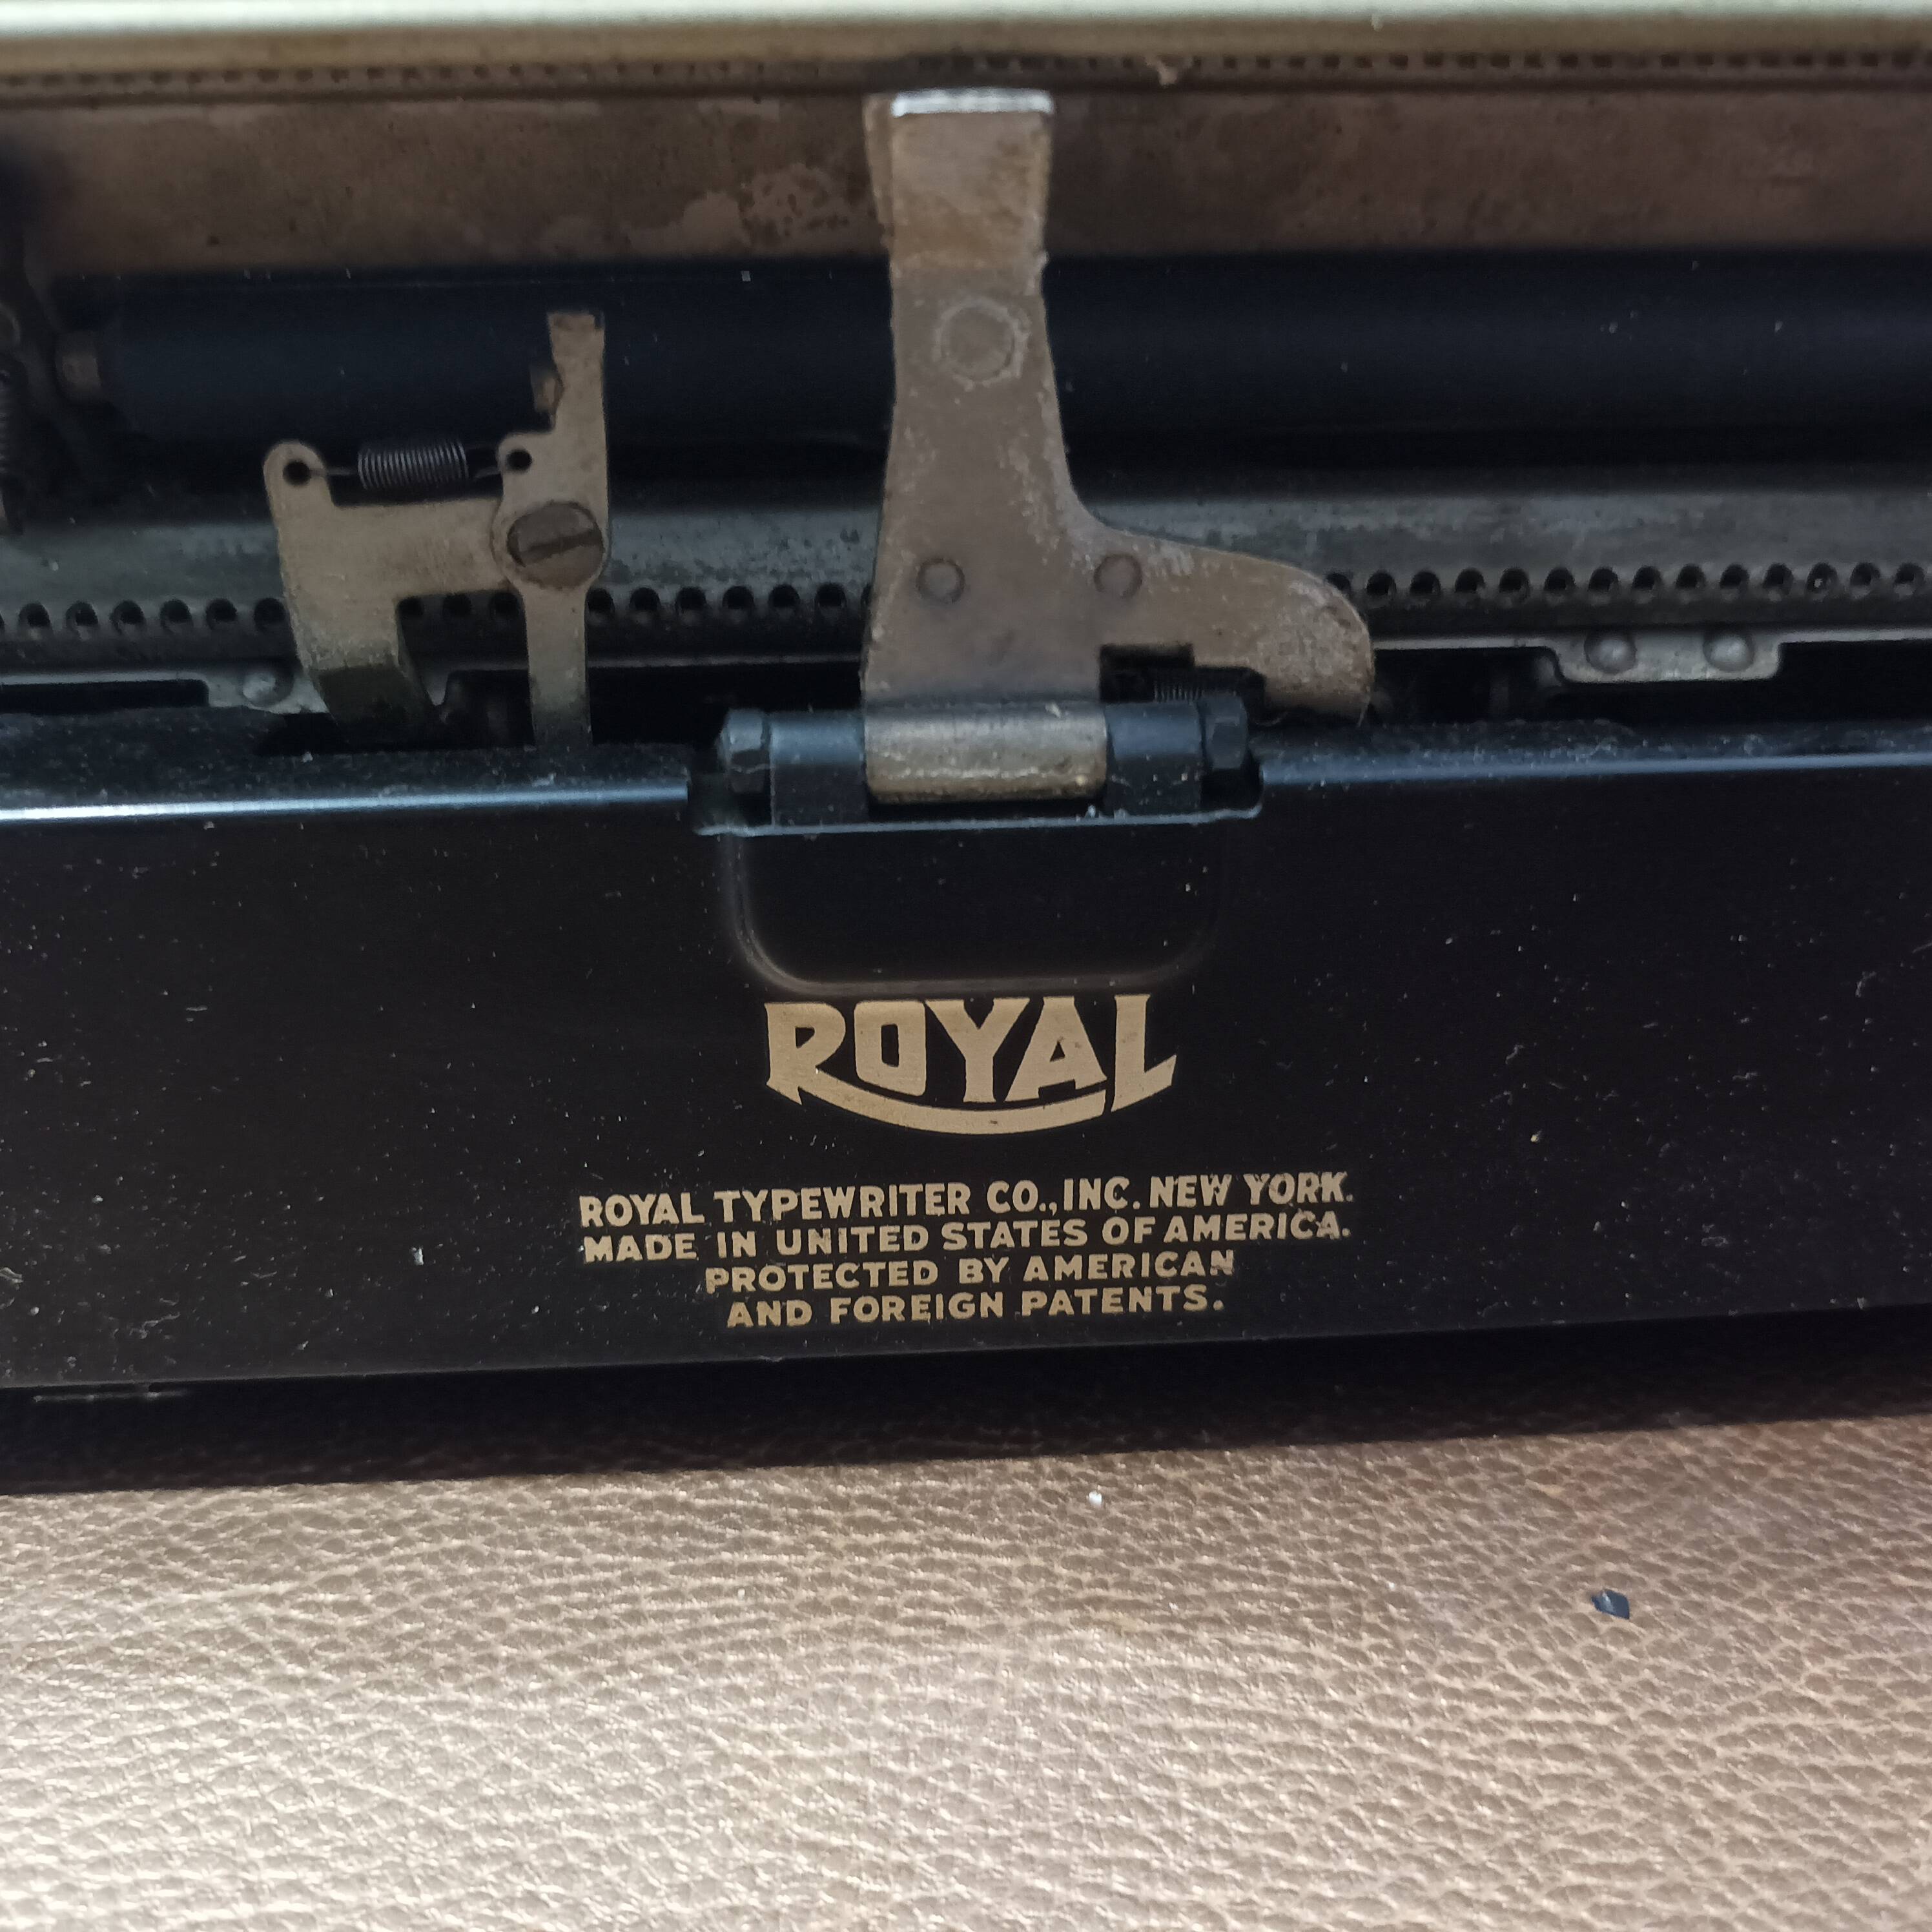 ROYAL
ROYAL TYPEWRITER CO., INC. NEW YORK.
MADE IN UNITED STATES OF AMERICA.
PROTECTED BY AMERICAN
AND FOREIGN PATENTS.